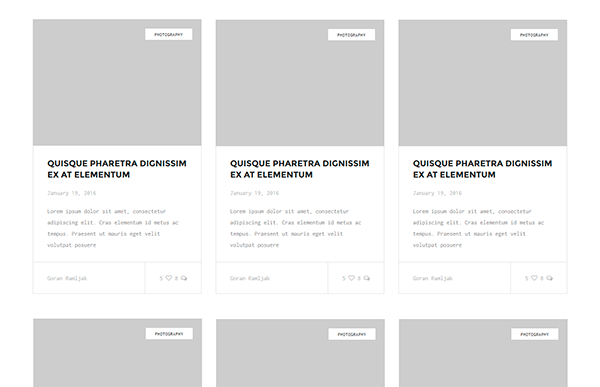 PHOTOGRAPHY
PHOTOGRAPHY
PHOTOGRAPHY
QUISQUE PHARETRA DIGNISSIM
EX AT ELEMENTUM
January 19, 2016
Lorem ipsum dolor sit amet, consectetur
adipiscing elit. Cras elementum id metus ac
tempus. Praesent ut mauris eget velit
volutpat posuere
Goran Ramljak
5 8
QUISQUE PHARETRA DIGNISSIM
EX AT ELEMENTUM
January 19, 2016
Lorem ipsum dolor sit amet, consectetur
adipiscing elit. Cras elementum id metus ac
tempus. Praesent ut mauris eget velit
volutpat posuere
Goran Ramljak
5 8
QUISQUE PHARETRA DIGNISSIM
EX AT ELEMENTUM
January 19, 2016
Lorem ipsum dolor sit amet, consectetur
adipiscing elit. Cras elementum id metus ac
tempus. Praesent ut mauris eget velit
volutpat posuere
Goran Ramljak
5 8
PHOTOGRAPHY
PHOTOGRAPHY
PHOTOGRAPHY